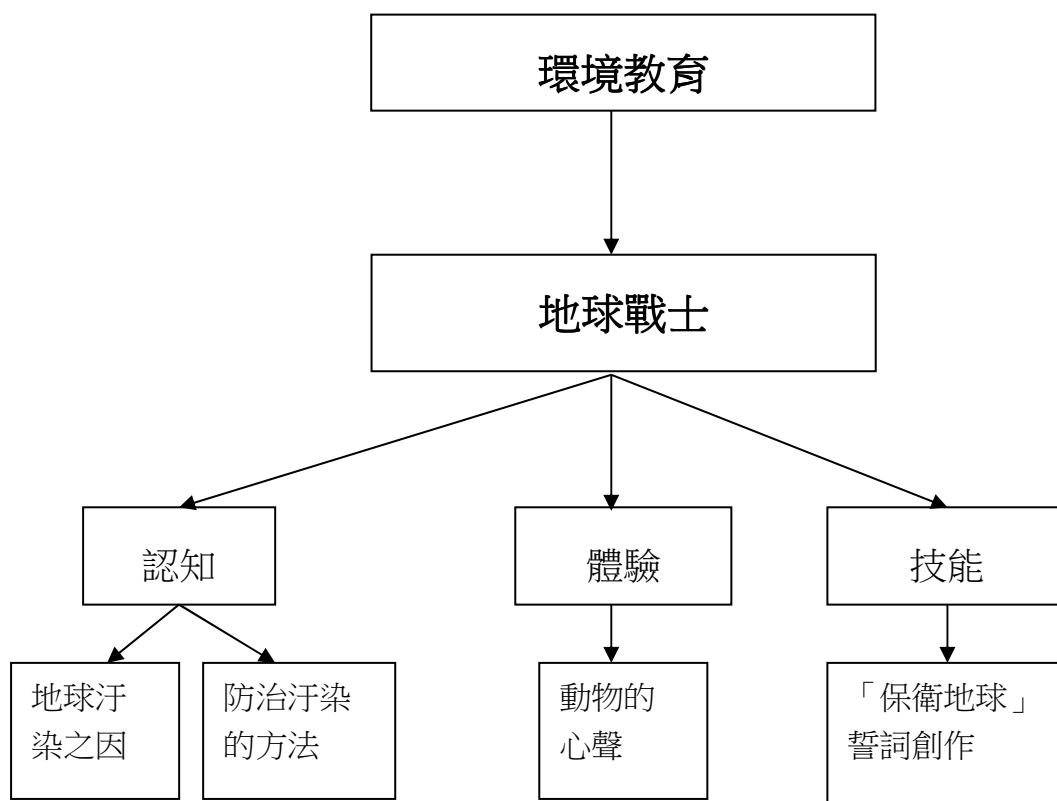 環境教育
地球戰士
認知
體驗
技能
地球汙
染之因
防治汙染
的方法
動物的
心聲
「保衛地球」
誓詞創作